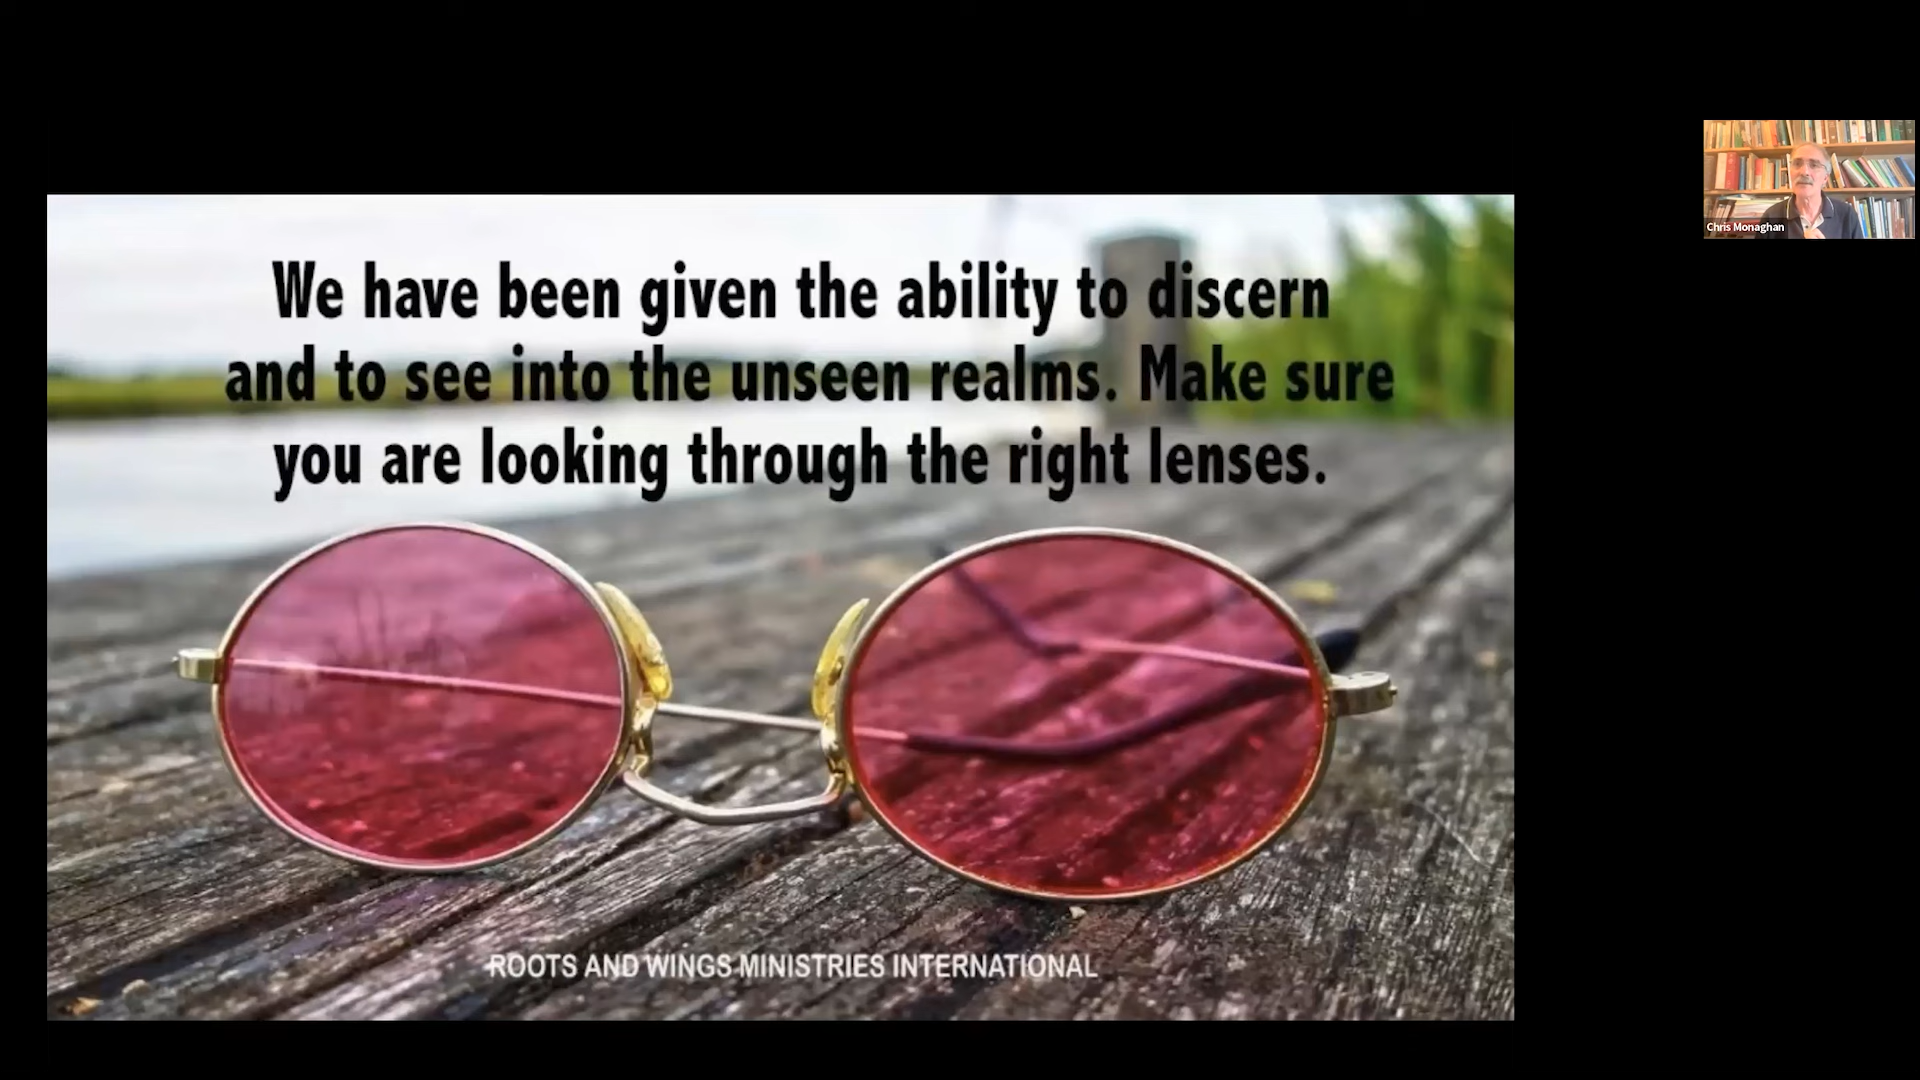 We have been given the ability to discern
and to see into the unseen realms. Make sure
you are looking through the right lenses.
ROOTS AND WINGS MINISTRIES INTERNATIONAL
Chris Monaghan